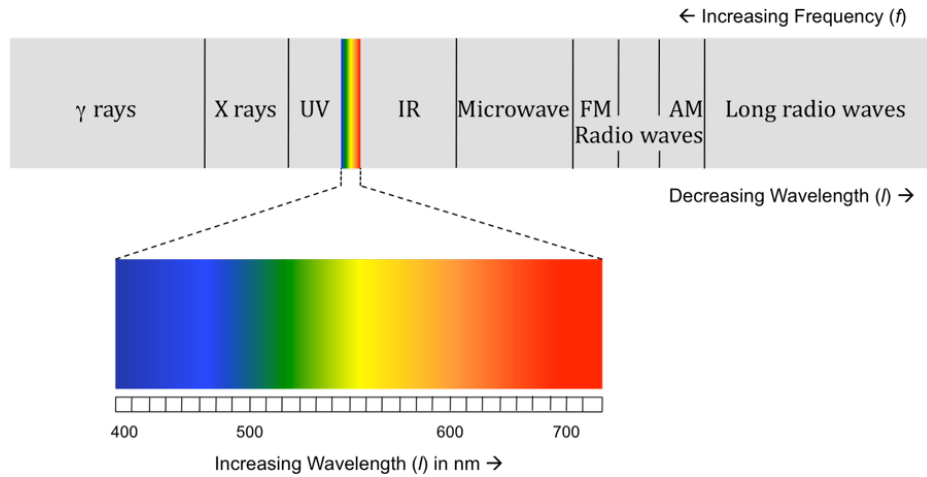 ← Increasing Frequency (f)
γ rays
X rays
UV
IR
Microwave
FM
AM
Radio waves
Long radio waves
Decreasing Wavelength (l) →
400
500
600
700
Increasing Wavelength (l) in nm →